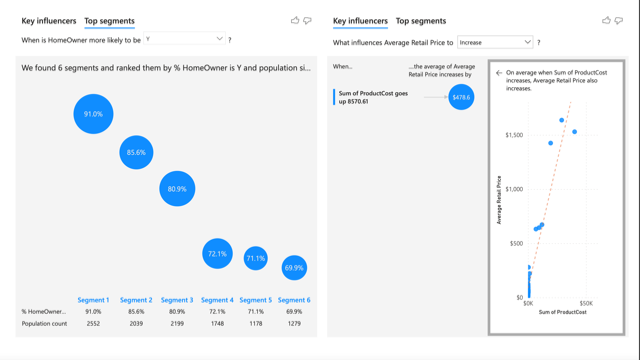 Key influencers Top segments
When is HomeOwner more likely to be Y ?
We found 6 segments and ranked them by % HomeOwner is Y and population si...
91.0%
85.6%
80.9%
72.1%
71.1%
69.9%
Segment 1 Segment 2 Segment 3 Segment 4 Segment 5 Segment 6
% HomeOwner... 91.0% 85.6% 80.9% 72.1% 71.1% 69.9%
Population count 2552 2039 2199 1748 1178 1279
Key influencers Top segments
What influences Average Retail Price to Increase ?
When...
...the average of Average
Retail Price increases by
Sum of ProductCost goes
up 8570.61
$478.6
On average when Sum of ProductCost
increases, Average Retail Price also
increases.
Average Retail Price
$1,500
$1,000
$500
$0
$0K $50K
Sum of ProductCost